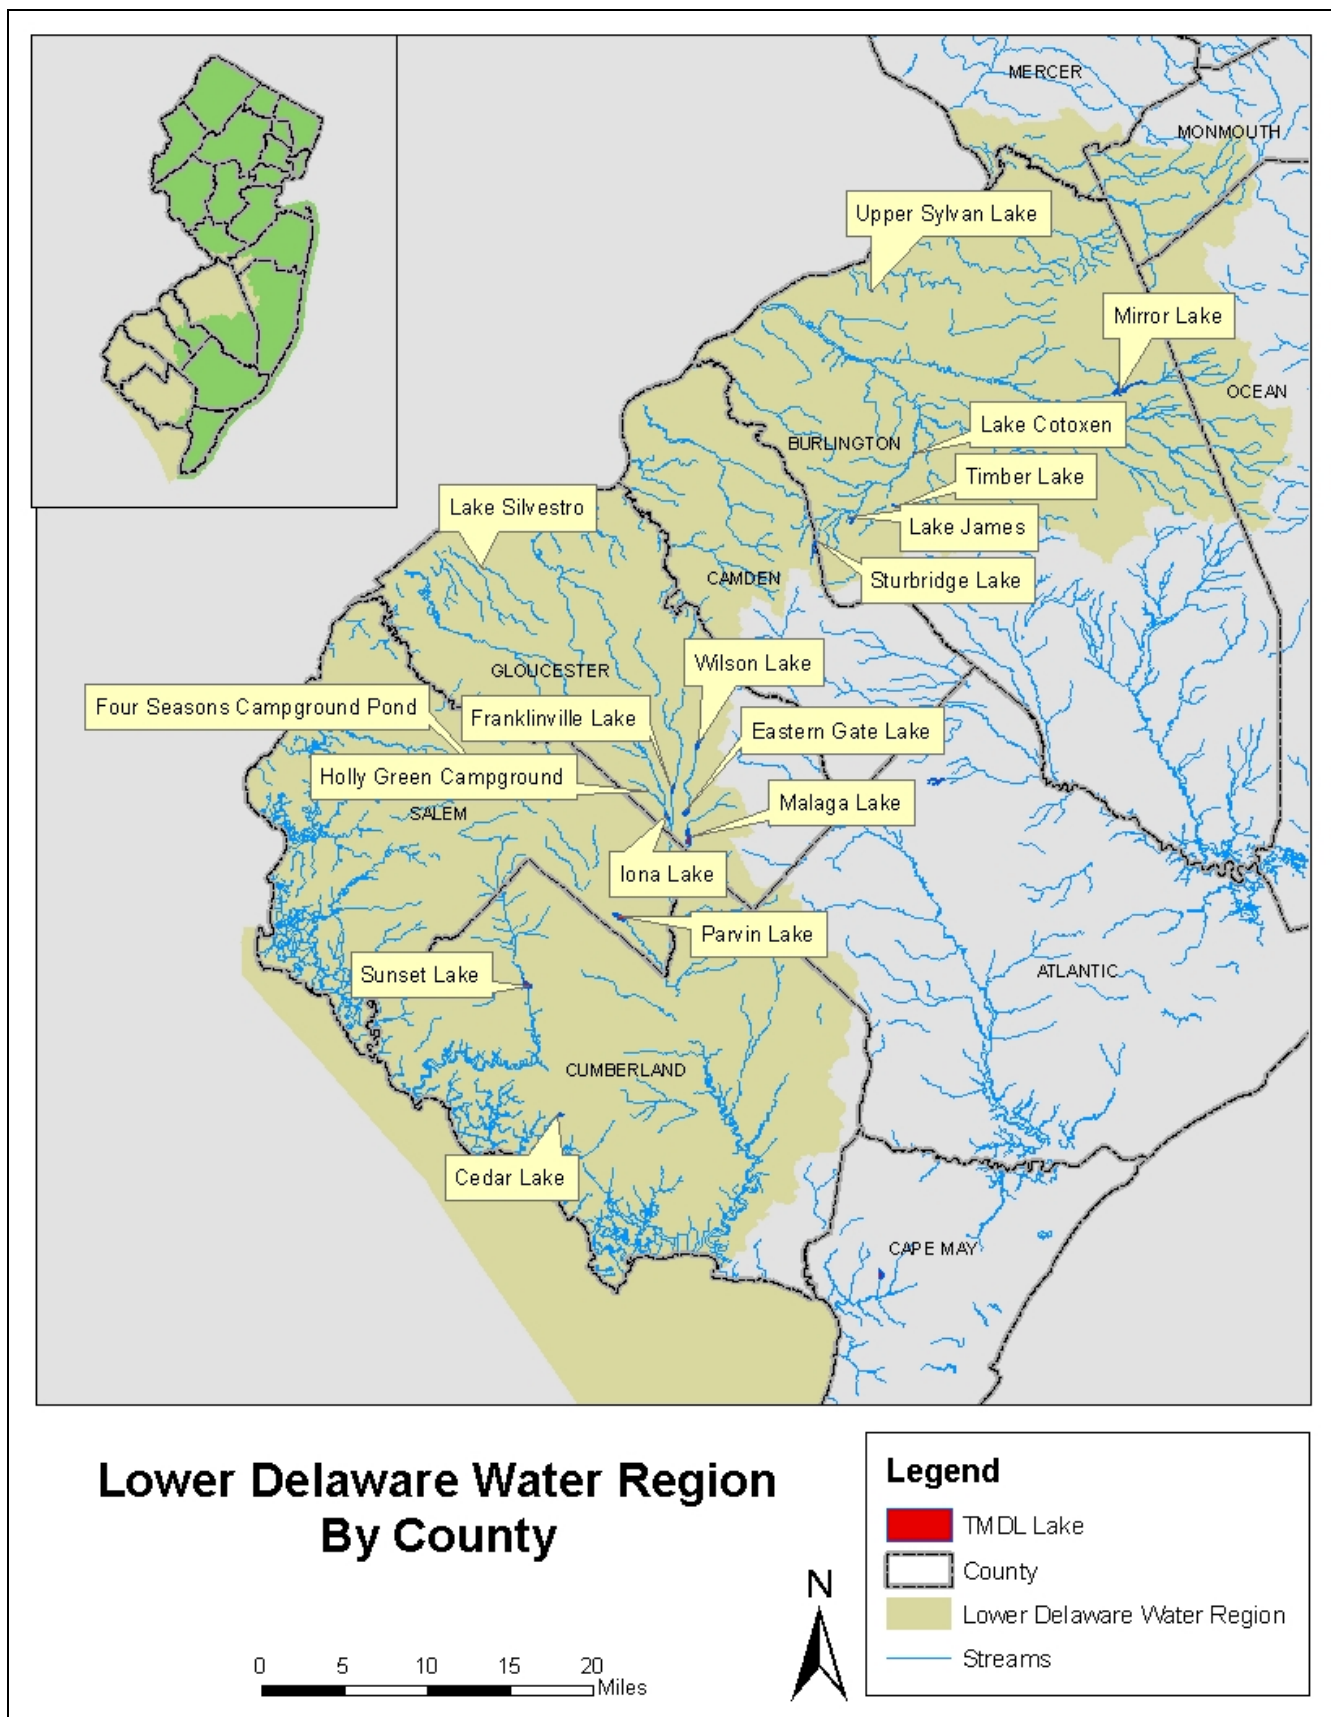 MERCER
MONMOUTH
Upper Sylvan Lake
Mirror Lake
OCEAN
Lake Cotoxen
BURLINGTON
Timber Lake
Lake Silvestro
Lake James
CAMDEN
Sturbridge Lake
Wilson Lake
GLOUCESTER
Four Seasons Campground Pond
Franklinville Lake
Eastern Gate Lake
Holly Green Campground
Malaga Lake
SALEM
Iona Lake
Parvin Lake
Sunset Lake
ATLANTIC
CUMBERLAND
Cedar Lake
CAPE MAY
Lower Delaware Water Region
By County
0 5 10 15 20
Miles
N
Legend
TMDL Lake
County
Lower Delaware Water Region
Streams